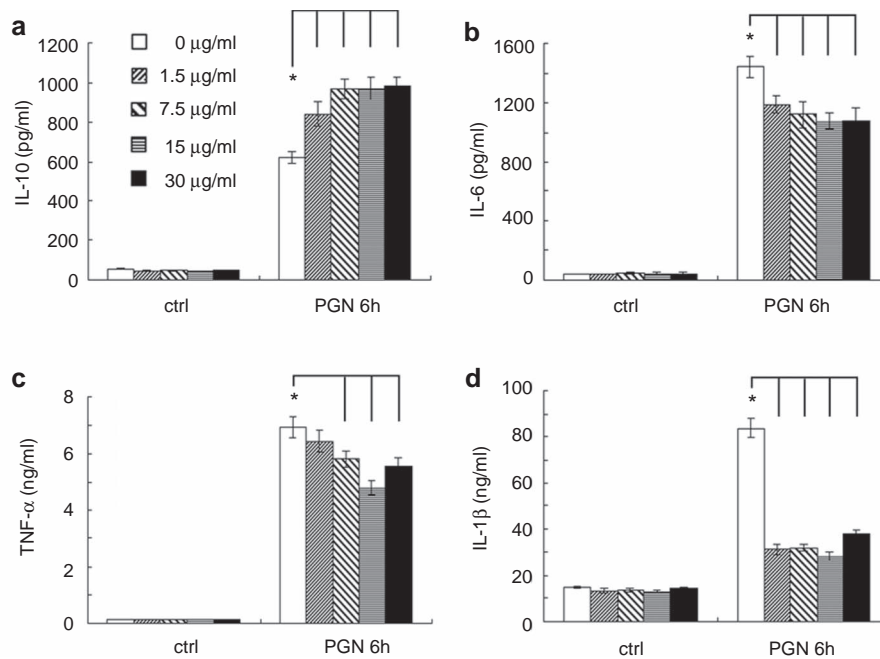 a
IL-10 (pg/ml)
1200
1000
800
600
400
200
0
0 μg/ml
1.5 μg/ml
7.5 μg/ml
15 μg/ml
30 μg/ml
*
ctrl
PGN 6h
b
IL-6 (pg/ml)
1600
1200
800
400
0
*
ctrl
PGN 6h
c
TNF-α (ng/ml)
8
6
4
2
0
*
ctrl
PGN 6h
d
IL-1β (ng/ml)
100
80
60
40
20
0
*
ctrl
PGN 6h